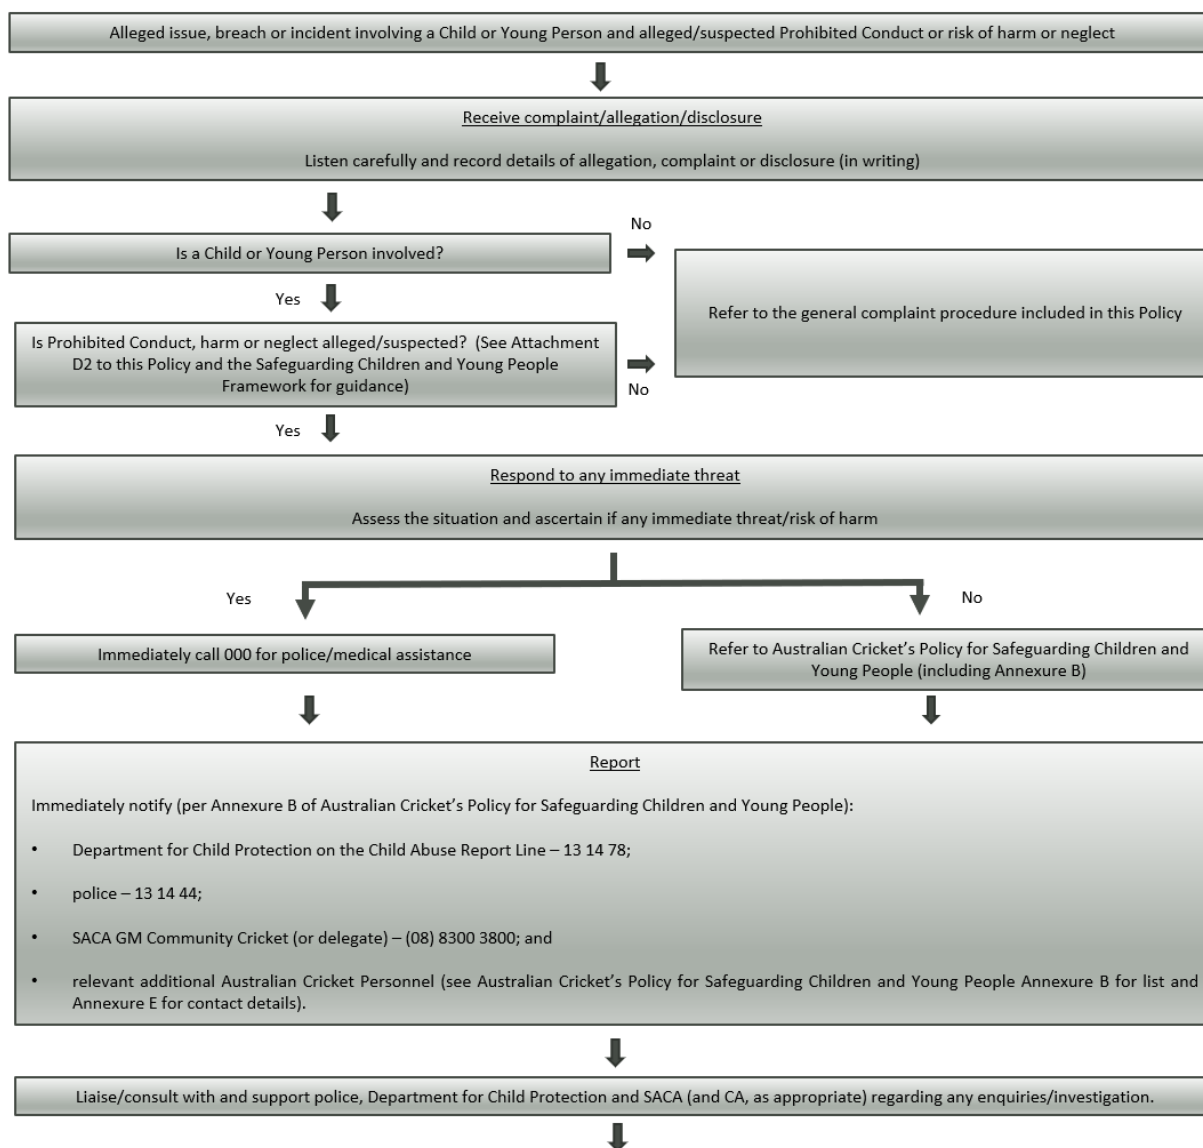 Alleged issue, breach or incident involving a Child or Young Person and alleged/suspected Prohibited Conduct or risk of harm or neglect
Receive complaint/allegation/disclosure
Listen carefully and record details of allegation, complaint or disclosure (in writing)
No
Is a Child or Young Person involved?
Yes
Refer to the general complaint procedure included in this Policy
Is Prohibited Conduct, harm or neglect alleged/suspected? (See Attachment
D2 to this Policy and the Safeguarding Children and Young People
Framework for guidance)
No
Yes
Respond to any immediate threat
Assess the situation and ascertain if any immediate threat/risk of harm
Yes
No
Immediately call 000 for police/medical assistance
Refer to Australian Cricket's Policy for Safeguarding Children and
Young People (including Annexure B)
Report
Immediately notify (per Annexure B of Australian Cricket's Policy for Safeguarding Children and Young People):
• Department for Child Protection on the Child Abuse Report Line – 13 14 78;
• police – 13 14 44;
• SACA GM Community Cricket (or delegate) – (08) 8300 3800; and
• relevant additional Australian Cricket Personnel (see Australian Cricket's Policy for Safeguarding Children and Young People Annexure B for list and
Annexure E for contact details).
Liaise/consult with and support police, Department for Child Protection and SACA (and CA, as appropriate) regarding any enquiries/investigation.